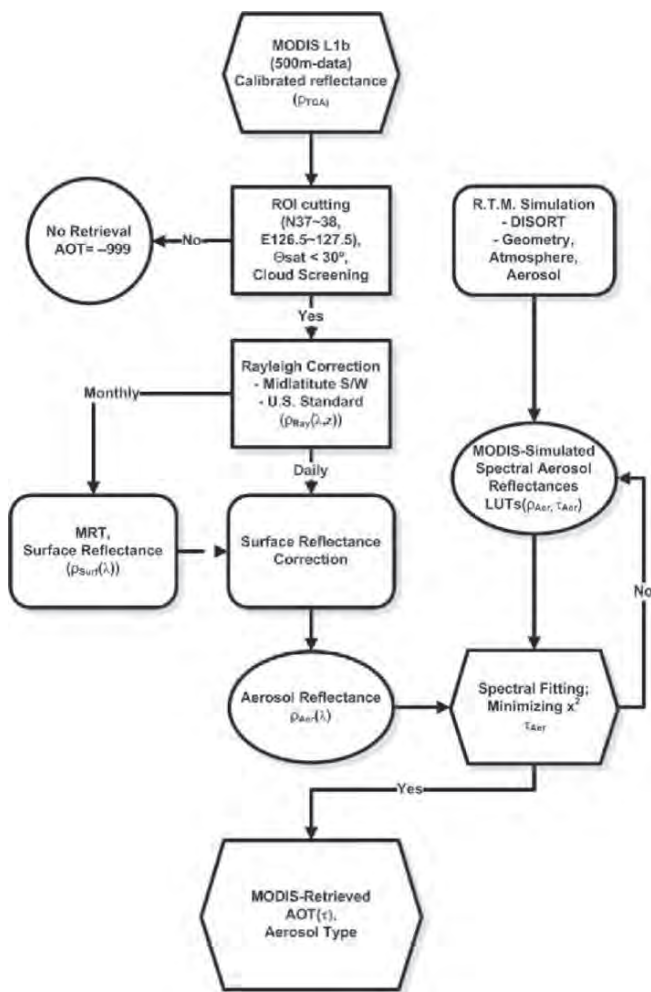 MODIS L1b
(500m-data)
Calibrated reflectance
(ρTOA)
No Retrieval
AOT= –999
No
ROI cutting
(N37~38,
E126.5~127.5),
Θsat < 30°,
Cloud Screening
R.T.M. Simulation
- DISORT
- Geometry,
Atmosphere,
Aerosol
Yes
Monthly
Rayleigh Correction
- Midlatitute S/W
- U.S. Standard
(ρRay(λ,z))
Daily
MODIS-Simulated
Spectral Aerosol
Reflectances
LUTs(ρAer, τAer)
MRT,
Surface Reflectance
(ρSurf(λ))
Surface Reflectance
Correction
No
Aerosol Reflectance
ρAer(λ)
Spectral Fitting;
Minimizing x²
τAer
Yes
MODIS-Retrieved
AOT(τ),
Aerosol Type